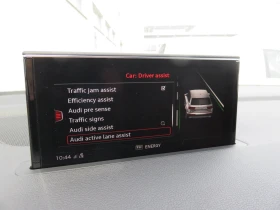 Car: Driver assist
Traffic jam assist
Efficiency assist
Audi pre sense
Traffic signs
Audi side assist
Audi active lane assist
10:44